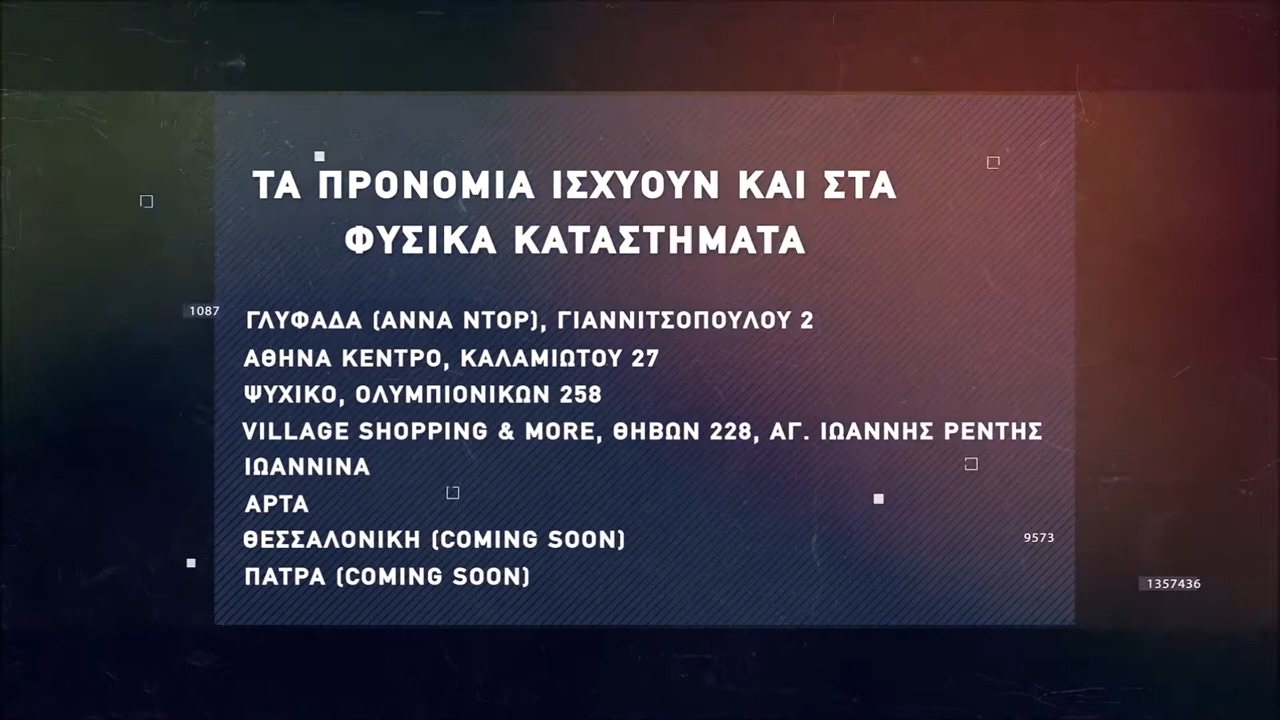 ΤΑ ΠΡΟΝΟΜΙΑ ΙΣΧΥΟΥΝ ΚΑΙ ΣΤΑ
ΦΥΣΙΚΑ ΚΑΤΑΣΤΗΜΑΤΑ
1087
ΓΛΥΦΑΔΑ (ΑΝΝΑ ΝΤΟΡ), ΓΙΑΝΝΙΤΣΟΠΟΥΛΟΥ 2
ΑΘΗΝΑ ΚΕΝΤΡΟ, ΚΑΛΑΜΙΩΤΟΥ 27
ΨΥΧΙΚΟ, ΟΛΥΜΠΙΟΝΙΚΩΝ 258
VILLAGE SHOPPING & MORE, ΘΗΒΩΝ 228, ΑΓ. ΙΩΑΝΝΗΣ ΡΕΝΤΗΣ
ΙΩΑΝΝΙΝΑ
ΑΡΤΑ
ΘΕΣΣΑΛΟΝΙΚΗ (COMING SOON)
9573
ΠΑΤΡΑ (COMING SOON)
1357436